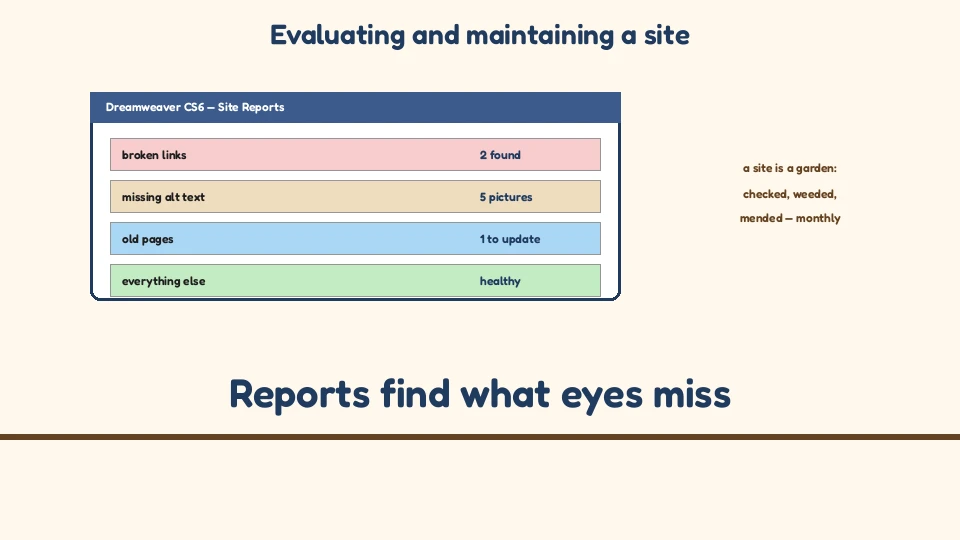 Evaluating and maintaining a site
Dreamweaver CS6 — Site Reports
broken links 2 found
missing alt text 5 pictures
old pages 1 to update
everything else healthy
a site is a garden:
checked, weeded,
mended — monthly
Reports find what eyes miss